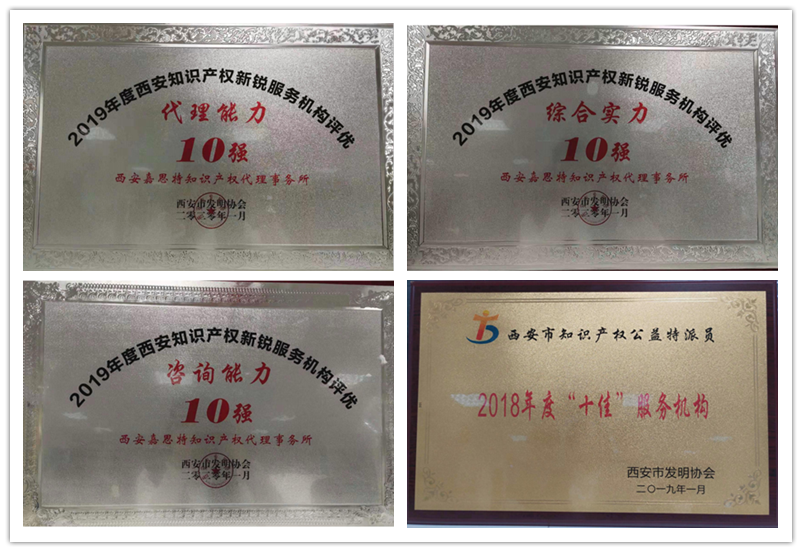 2019年度西安知识产权新锐服务机构评优
代理能力
10强
西安嘉思特知识产权代理事务所
西安市发明协会
二零二零年一月
2019年度西安知识产权新锐服务机构评优
综合实力
10强
西安嘉思特知识产权代理事务所
西安市发明协会
二零二零年一月
2019年度西安知识产权新锐服务机构评优
咨询能力
10强
西安嘉思特知识产权代理事务所
西安市发明协会
二零二零年一月
西安市知识产权公益特派员
2018年度“十佳”服务机构
西安市发明协会
二〇一九年一月